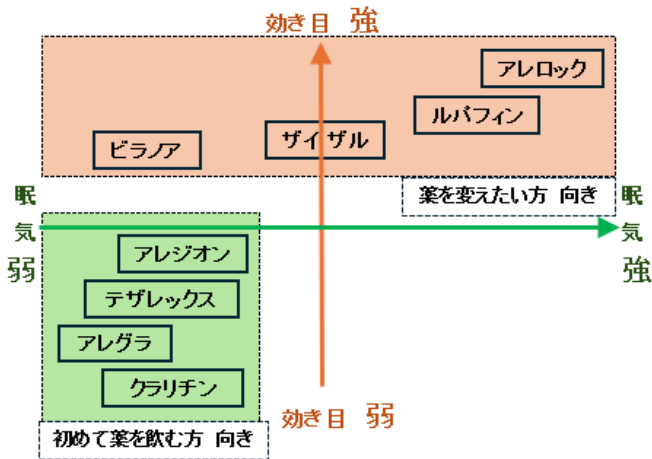 効き目 強
アレロック
ルパフィン
ザイザル
ビラノア
薬を変えたい方 向き
眠気弱
眠気強
アレジオン
テザレックス
アレグラ
クラリチン
効き目 弱
初めて薬を飲む方 向き